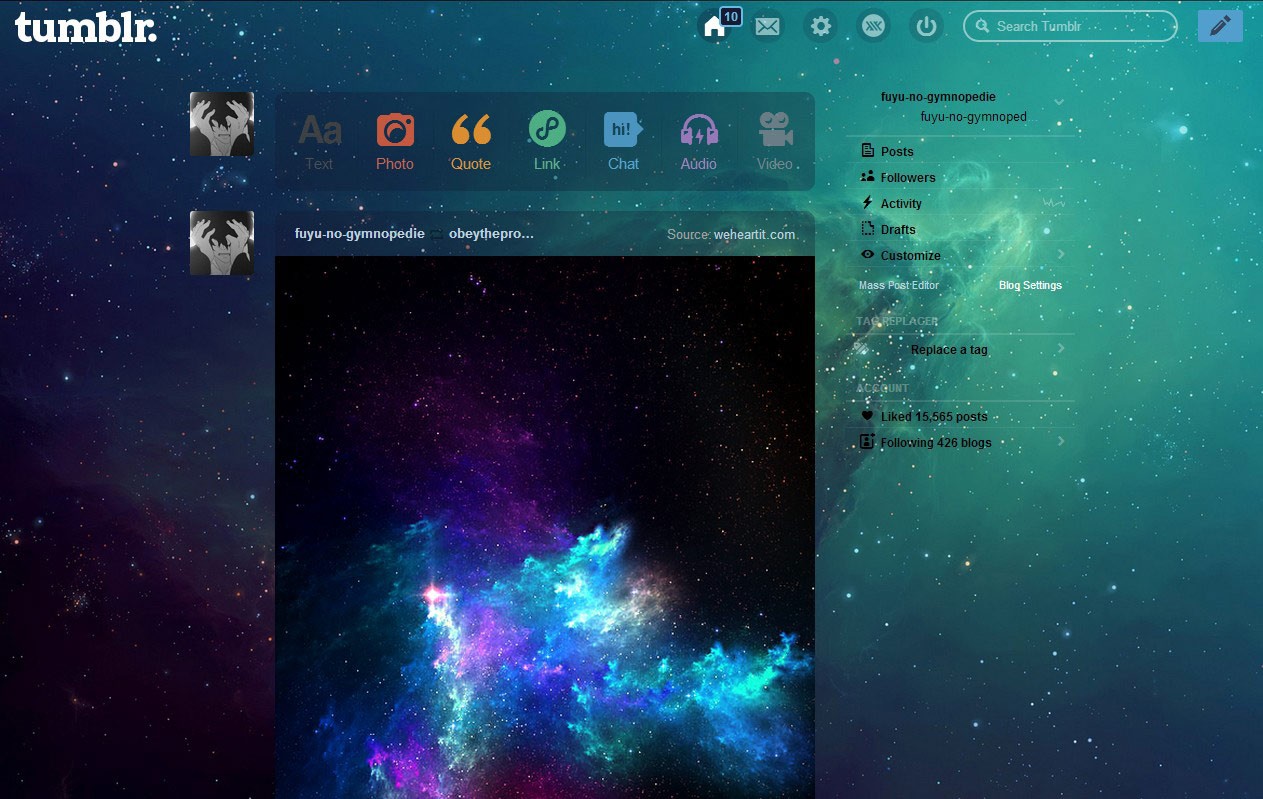 tumblr.
10
Search Tumblr
Aa
Text
Photo
Quote
Link
hi!
Chat
Audio
Video
fuyu-no-gymnopedie
fuyu-no-gymnoped
Posts
Followers
Activity
Drafts
Customize
Mass Post Editor Blog Settings
TAG REPLACER
Replace a tag
ACCOUNT
Liked 15,565 posts
Following 426 blogs
fuyu-no-gymnopedie obeythepro... Source: weheartit.com